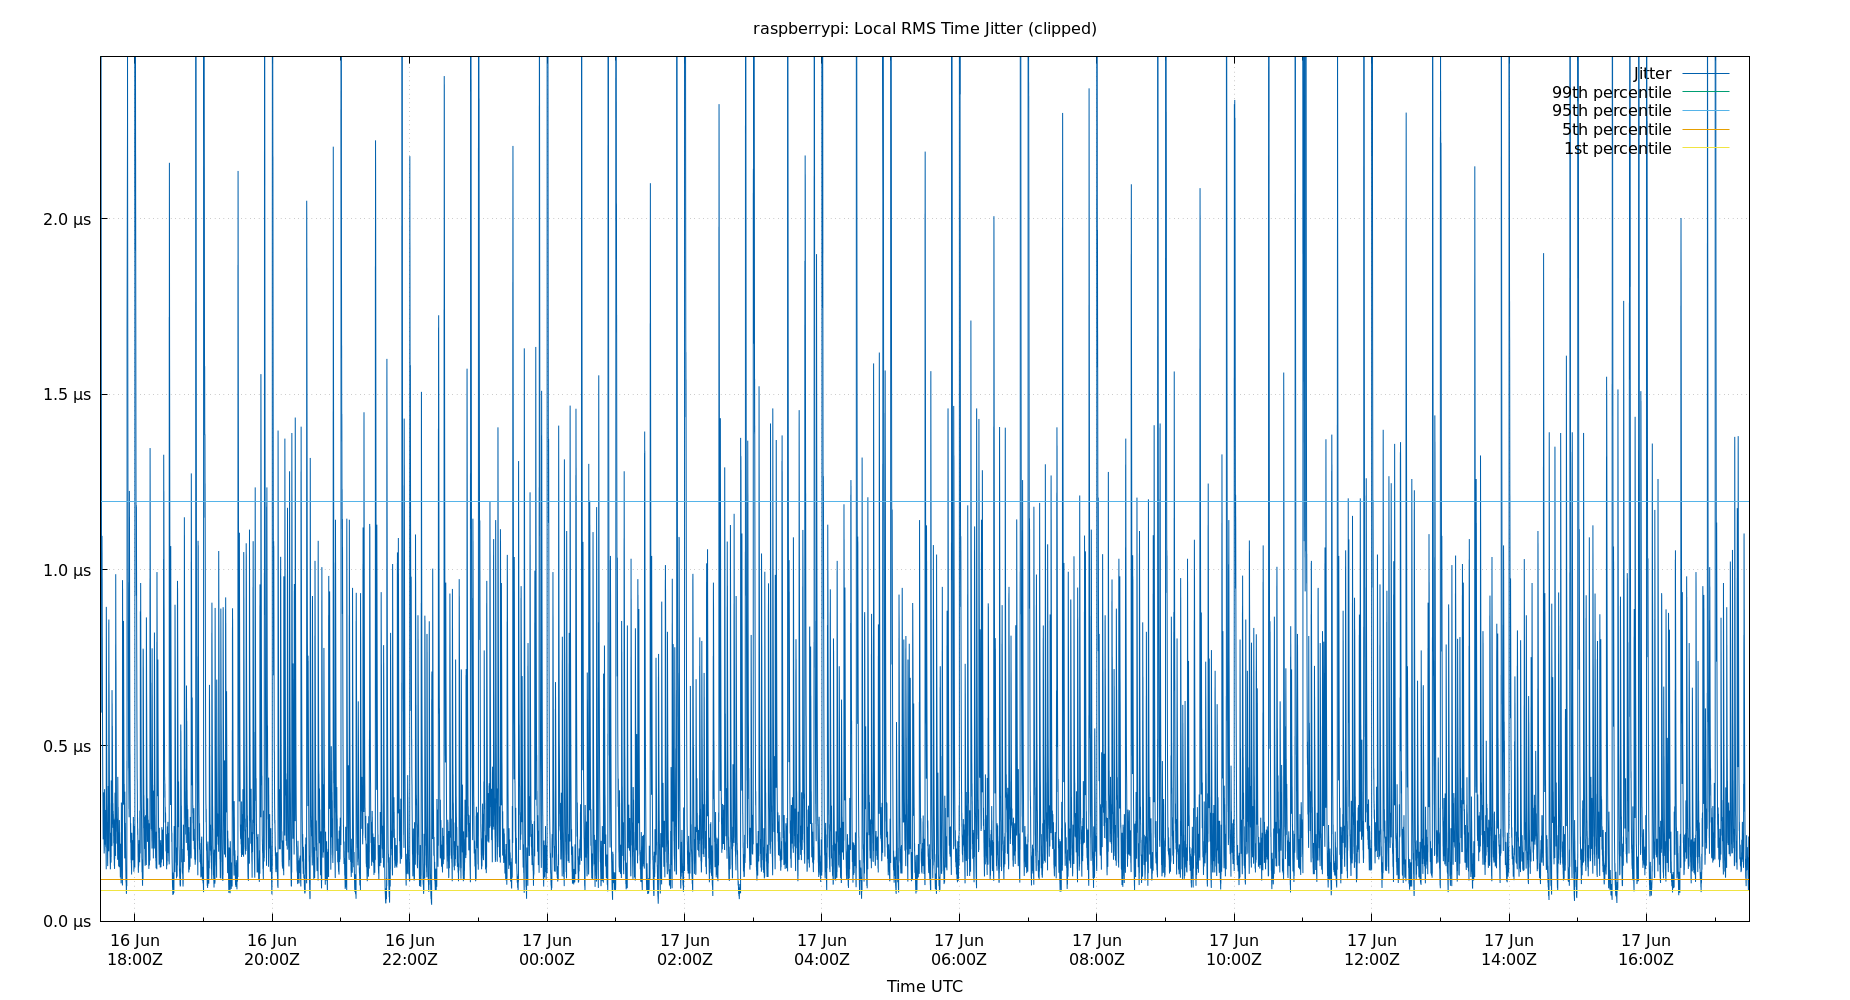 raspberrypi: Local RMS Time Jitter (clipped)
Jitter
99th percentile
95th percentile
5th percentile
1st percentile
2.0 µs
1.5 µs
1.0 µs
0.5 µs
0.0 µs
16 Jun 16 Jun 16 Jun 17 Jun 17 Jun 17 Jun 17 Jun 17 Jun 17 Jun 17 Jun 17 Jun 17 Jun
18:00Z 20:00Z 22:00Z 00:00Z 02:00Z 04:00Z 06:00Z 08:00Z 10:00Z 12:00Z 14:00Z 16:00Z
Time UTC